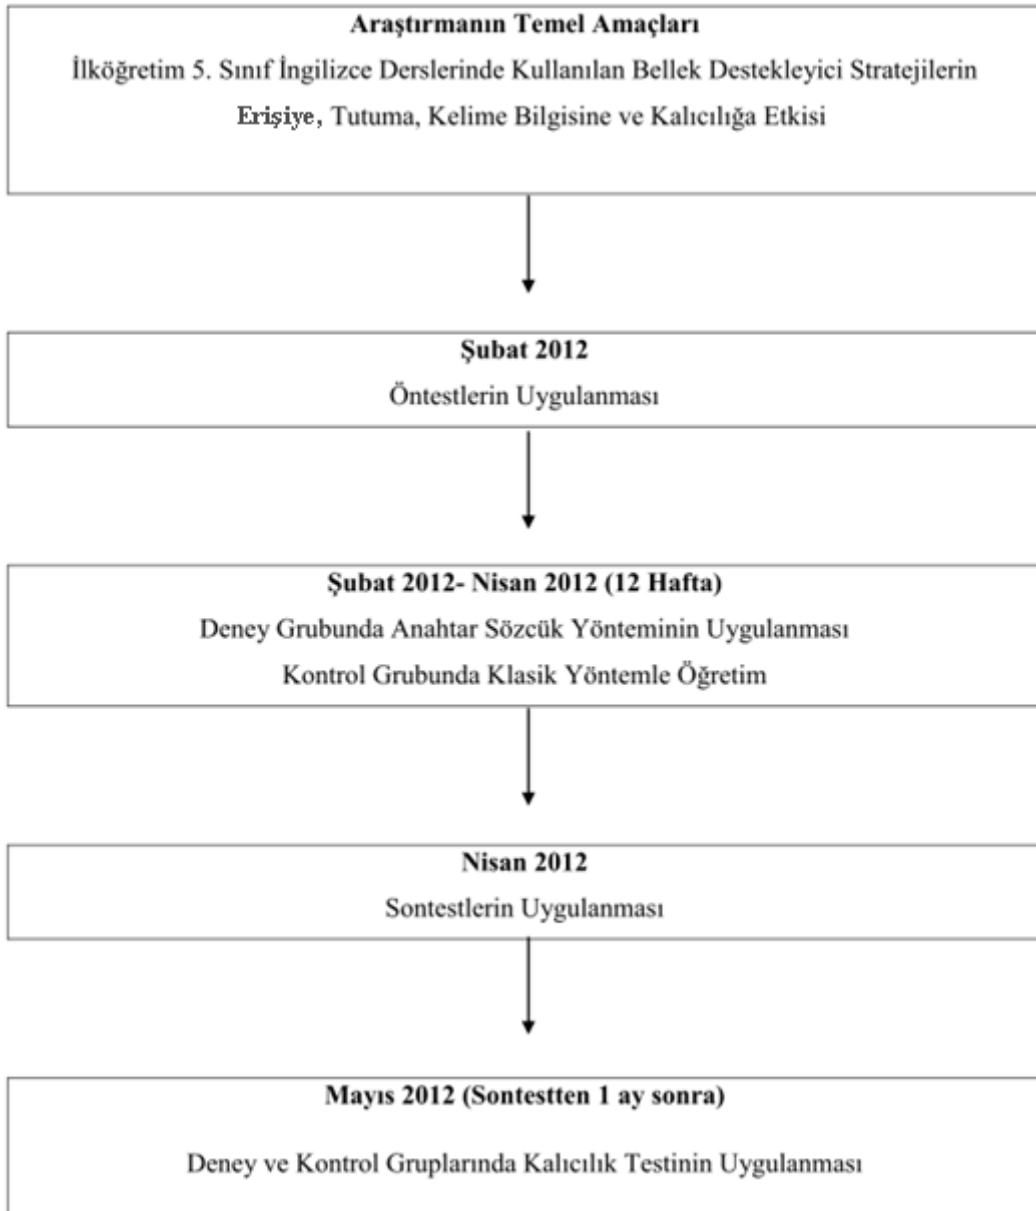 Araştırmanın Temel Amaçları
İlköğretim 5. Sınıf İngilizce Derslerinde Kullanılan Bellek Destekleyici Stratejilerin
Erişiye, Tutuma, Kelime Bilgisine ve Kalıcılığa Etkisi
Şubat 2012
Öntestlerin Uygulanması
Şubat 2012- Nisan 2012 (12 Hafta)
Deney Grubunda Anahtar Sözcük Yönteminin Uygulanması
Kontrol Grubunda Klasik Yöntemle Öğretim
Nisan 2012
Sontestlerin Uygulanması
Mayıs 2012 (Sontestten 1 ay sonra)
Deney ve Kontrol Gruplarında Kalıcılık Testinin Uygulanması